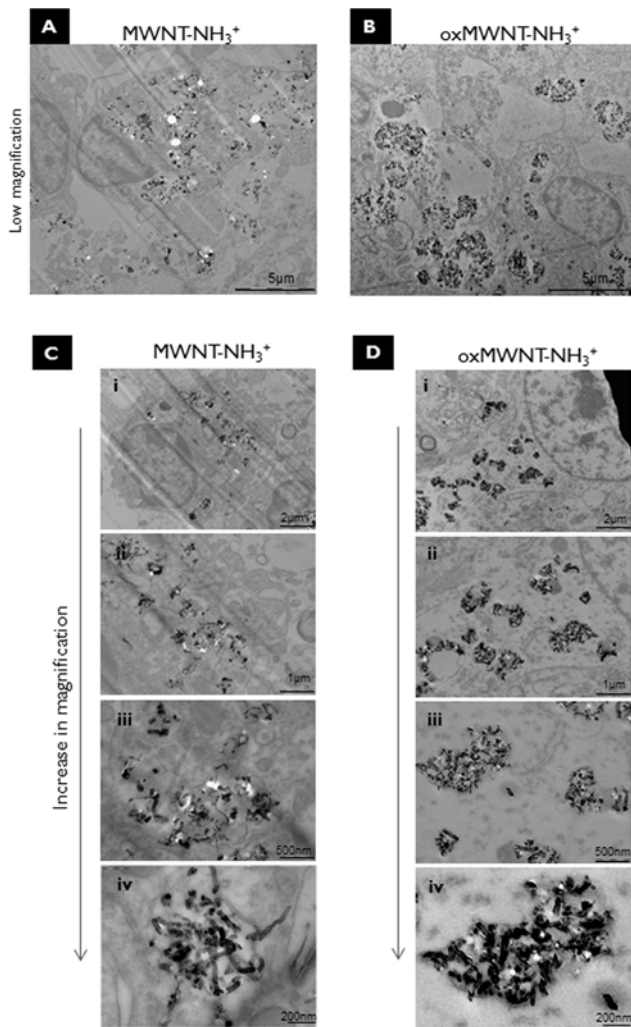 A
MWNT-NH₃⁺
B
oxMWNT-NH₃⁺
Low magnification
5µm
5µm
C
MWNT-NH₃⁺
D
oxMWNT-NH₃⁺
Increase in magnification
i
2µm
ii
1µm
iii
500nm
iv
200nm
i
2µm
ii
1µm
iii
500nm
iv
200nm